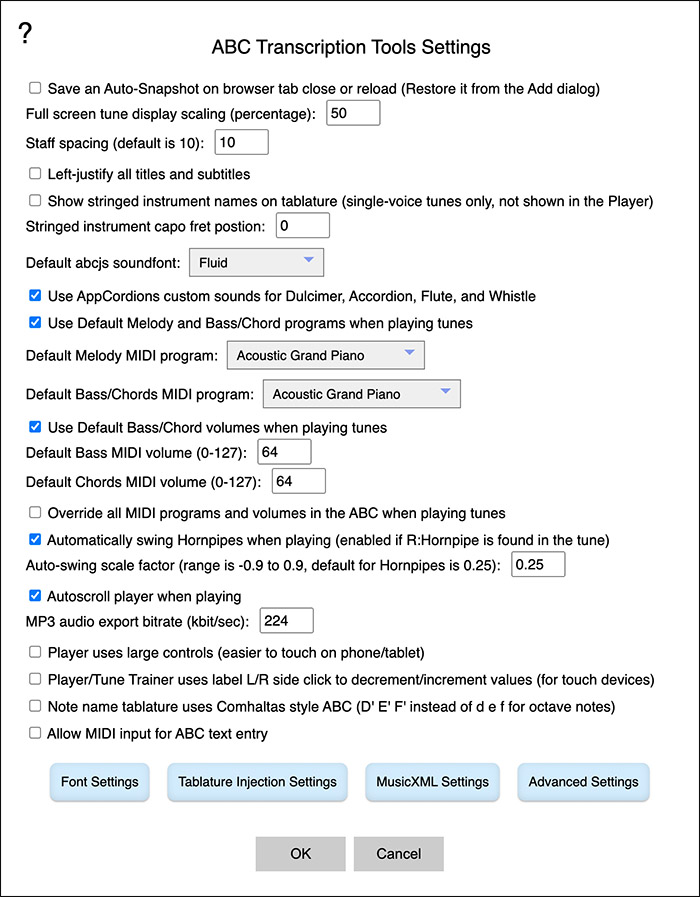 ?
ABC Transcription Tools Settings
Save an Auto-Snapshot on browser tab close or reload (Restore it from the Add dialog)
Full screen tune display scaling (percentage): 50
Staff spacing (default is 10): 10
Left-justify all titles and subtitles
Show stringed instrument names on tablature (single-voice tunes only, not shown in the Player)
Stringed instrument capo fret postion: 0
Default abcjs soundfont: Fluid
Use AppCordions custom sounds for Dulcimer, Accordion, Flute, and Whistle
Use Default Melody and Bass/Chord programs when playing tunes
Default Melody MIDI program: Acoustic Grand Piano
Default Bass/Chords MIDI program: Acoustic Grand Piano
Use Default Bass/Chord volumes when playing tunes
Default Bass MIDI volume (0-127): 64
Default Chords MIDI volume (0-127): 64
Override all MIDI programs and volumes in the ABC when playing tunes
Automatically swing Hornpipes when playing (enabled if R:Hornpipe is found in the tune)
Auto-swing scale factor (range is -0.9 to 0.9, default for Hornpipes is 0.25): 0.25
Autoscroll player when playing
MP3 audio export bitrate (kbit/sec): 224
Player uses large controls (easier to touch on phone/tablet)
Player/Tune Trainer uses label L/R side click to decrement/increment values (for touch devices)
Note name tablature uses Comhaltas style ABC (D' E' F' instead of d e f for octave notes)
Allow MIDI input for ABC text entry
Font Settings Tablature Injection Settings MusicXML Settings Advanced Settings
OK Cancel